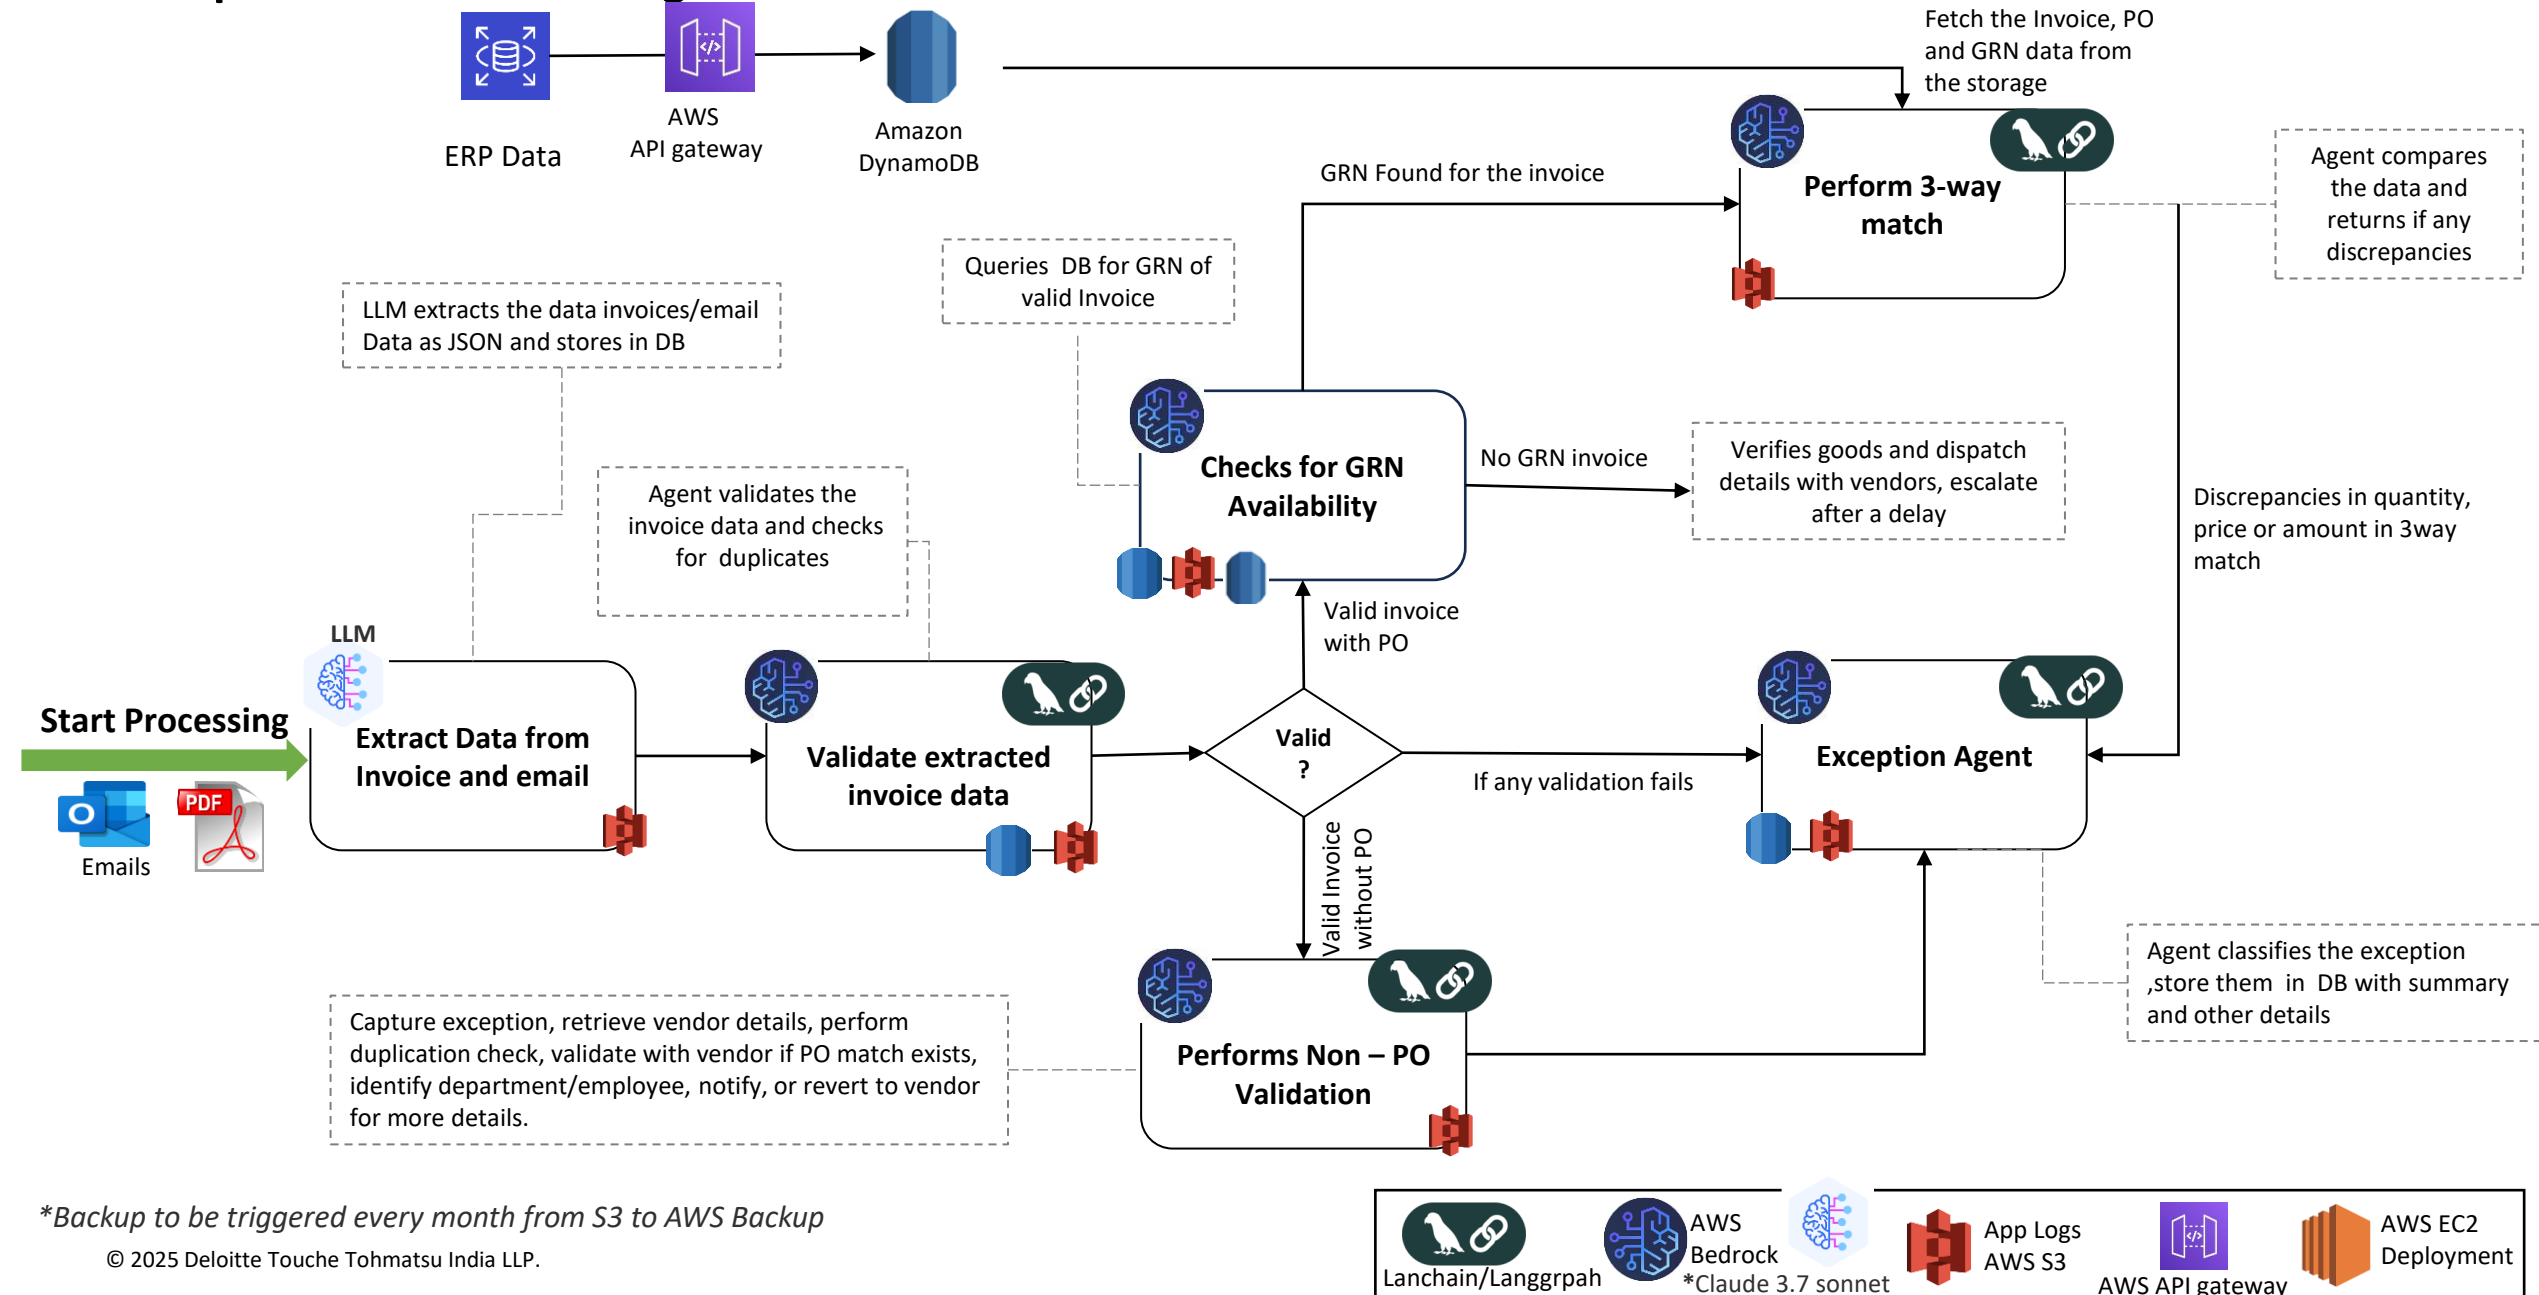 Fetch the Invoice, PO
and GRN data from
the storage
AWS
API gateway
ERP Data
Amazon
DynamoDB
GRN Found for the invoice
Perform 3-way
match
Agent compares
the data and
returns if any
discrepancies
Queries  DB for GRN of
valid Invoice
LLM extracts the data invoices/email
Data as JSON and stores in DB
Agent validates the
invoice data and checks
for  duplicates
Checks for GRN
Availability
No GRN invoice
Verifies goods and dispatch
details with vendors, escalate
after a delay
Discrepancies in quantity,
price or amount in 3way
match
Valid invoice
with PO
LLM
Start Processing
Extract Data from
Invoice and email
Validate extracted
invoice data
Valid
?
If any validation fails
Exception Agent
O
PDF
Emails
Valid Invoice
without PO
Agent classifies the exception
,store them  in  DB with summary
and other details
Capture exception, retrieve vendor details, perform
duplication check, validate with vendor if PO match exists,
identify department/employee, notify, or revert to vendor
for more details.
Performs Non – PO
Validation
*Backup to be triggered every month from S3 to AWS Backup
© 2025 Deloitte Touche Tohmatsu India LLP.
Lanchain/Langgrpah
AWS
Bedrock
*Claude 3.7 sonnet
App Logs
AWS S3
AWS API gateway
AWS EC2
Deployment